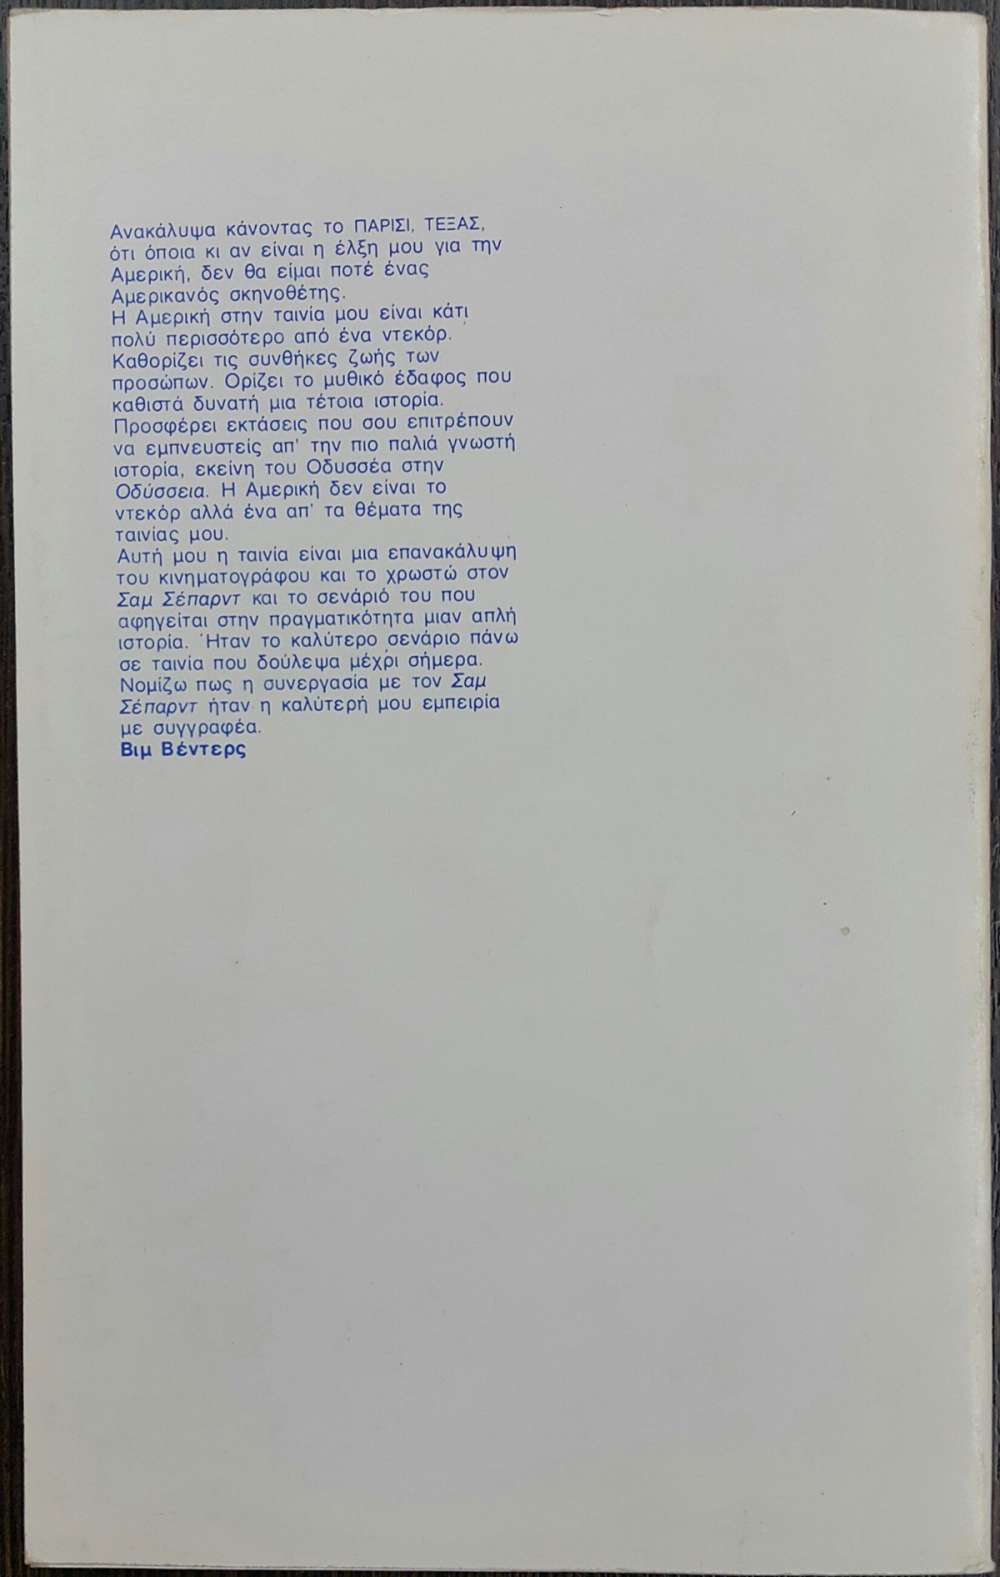 Ανακάλυψα κάνοντας το ΠΑΡΙΣΙ, ΤΕΞΑΣ,
ότι όποια κι αν είναι η έλξη μου για την
Αμερική, δεν θα είμαι ποτέ ένας
Αμερικανός σκηνοθέτης.
Η Αμερική στην ταινία μου είναι κάτι
πολύ περισσότερο από ένα ντεκόρ.
Καθορίζει τις συνθήκες ζωής των
προσώπων. Ορίζει το μυθικό έδαφος που
καθιστά δυνατή μια τέτοια ιστορία.
Προσφέρει εκτάσεις που σου επιτρέπουν
να εμπνευστείς απ' την πιο παλιά γνωστή
ιστορία, εκείνη του Οδυσσέα στην
Οδύσσεια. Η Αμερική δεν είναι το
ντεκόρ αλλά ένα απ' τα θέματα της
ταινίας μου.
Αυτή μου η ταινία είναι μια επανακάλυψη
του κινηματογράφου και το χρωστώ στον
Σαμ Σέπαρντ και το σενάριό του που
αφηγείται στην πραγματικότητα μιαν απλή
ιστορία. Ήταν το καλύτερο σενάριο πάνω
σε ταινία που δούλεψα μέχρι σήμερα.
Νομίζω πως η συνεργασία με τον Σαμ
Σέπαρντ ήταν η καλύτερή μου εμπειρία
με συγγραφέα.
Βιμ Βέντερς